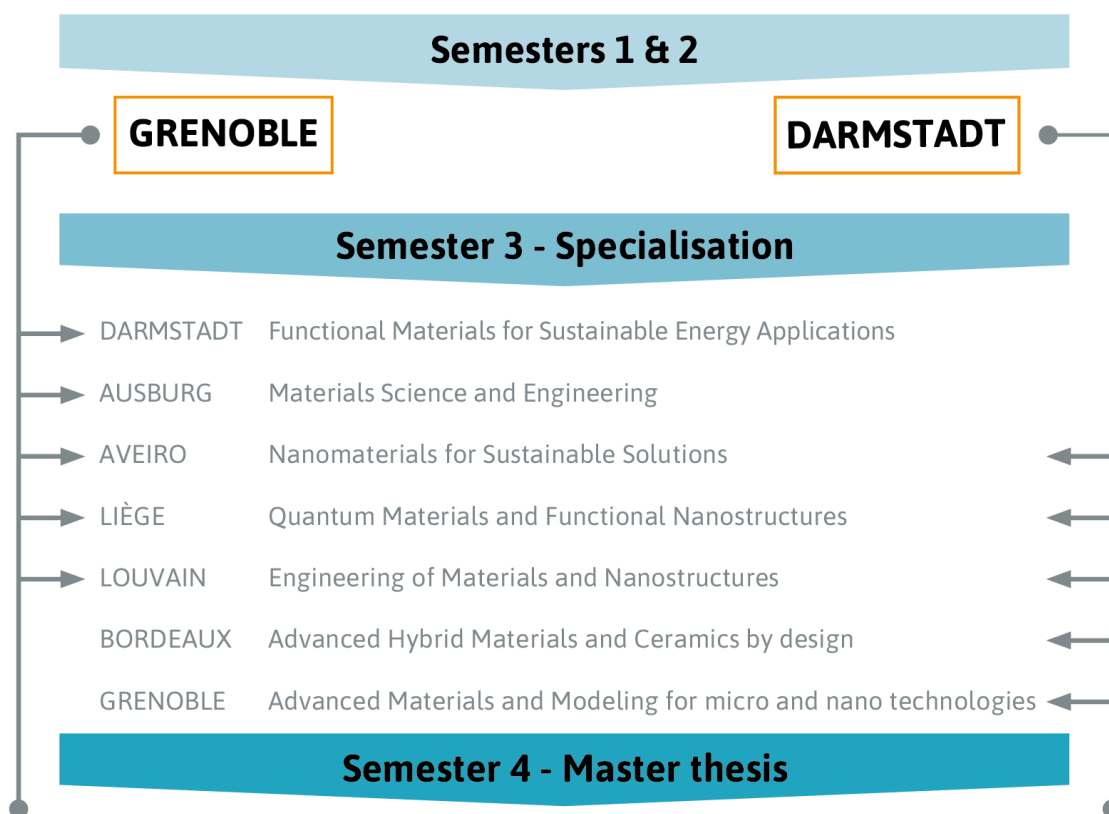 Semesters 1 & 2
GRENOBLE
DARMSTADT
Semester 3 - Specialisation
DARMSTADT Functional Materials for Sustainable Energy Applications
AUSBURG Materials Science and Engineering
AVEIRO Nanomaterials for Sustainable Solutions
LIÈGE Quantum Materials and Functional Nanostructures
LOUVAIN Engineering of Materials and Nanostructures
BORDEAUX Advanced Hybrid Materials and Ceramics by design
GRENOBLE Advanced Materials and Modeling for micro and nano technologies
Semester 4 - Master thesis